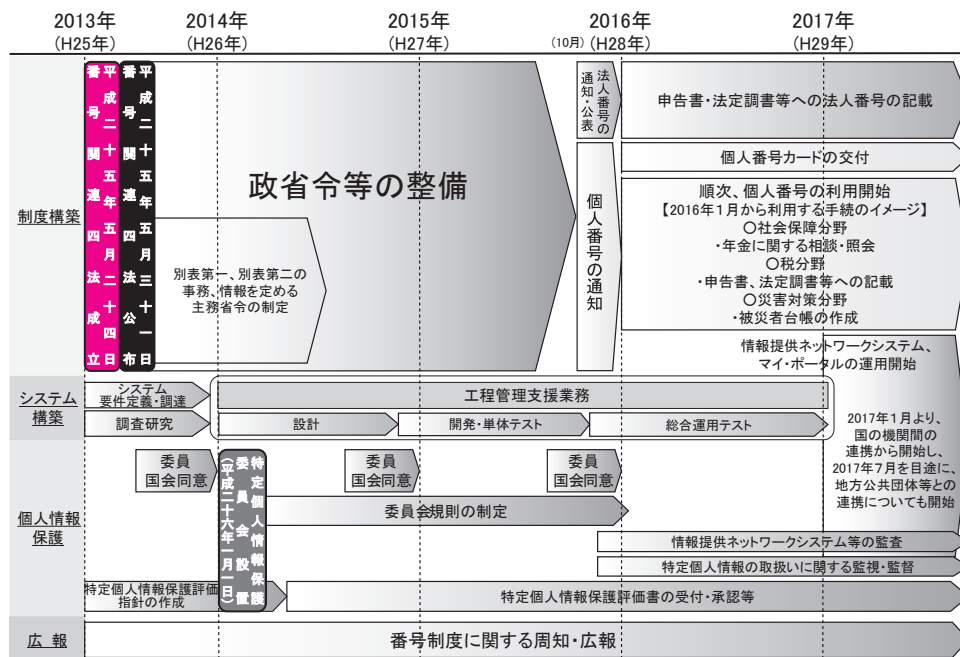 2013年
(H25年)
2014年
(H26年)
2015年
(H27年)
(10月)
2016年
(H28年)
2017年
(H29年)
制度構築
平成二十五年五月二十四日
番号関連四法成立
平成二十五年五月三十一日
番号関連四法公布
政省令等の整備
別表第一、別表第二の
事務、情報を定める
主務省令の制定
法人番号の
通知・公表
個人番号の通知
申告書・法定調書等への法人番号の記載
個人番号カードの交付
順次、個人番号の利用開始
【2016年1月から利用する手続のイメージ】
○社会保障分野
・年金に関する相談・照会
○税分野
・申告書、法定調書等への記載
○災害対策分野
・被災者台帳の作成
情報提供ネットワークシステム、
マイ・ポータルの運用開始
2017年1月より、
国の機関間の
連携から開始し、
2017年7月を目途に、
地方公共団体等との
連携についても開始
システム
構築
システム
要件定義・調達
調査研究
工程管理支援業務
設計
開発・単体テスト
総合運用テスト
個人情報
保護
委員
国会同意
特定個人情報保護
委員会設置
(平成二十六年一月一日)
委員
国会同意
委員
国会同意
委員会規則の制定
情報提供ネットワークシステム等の監査
特定個人情報の取扱いに関する監視・監督
特定個人情報保護評価
指針の作成
特定個人情報保護評価書の受付・承認等
広 報
番号制度に関する周知・広報